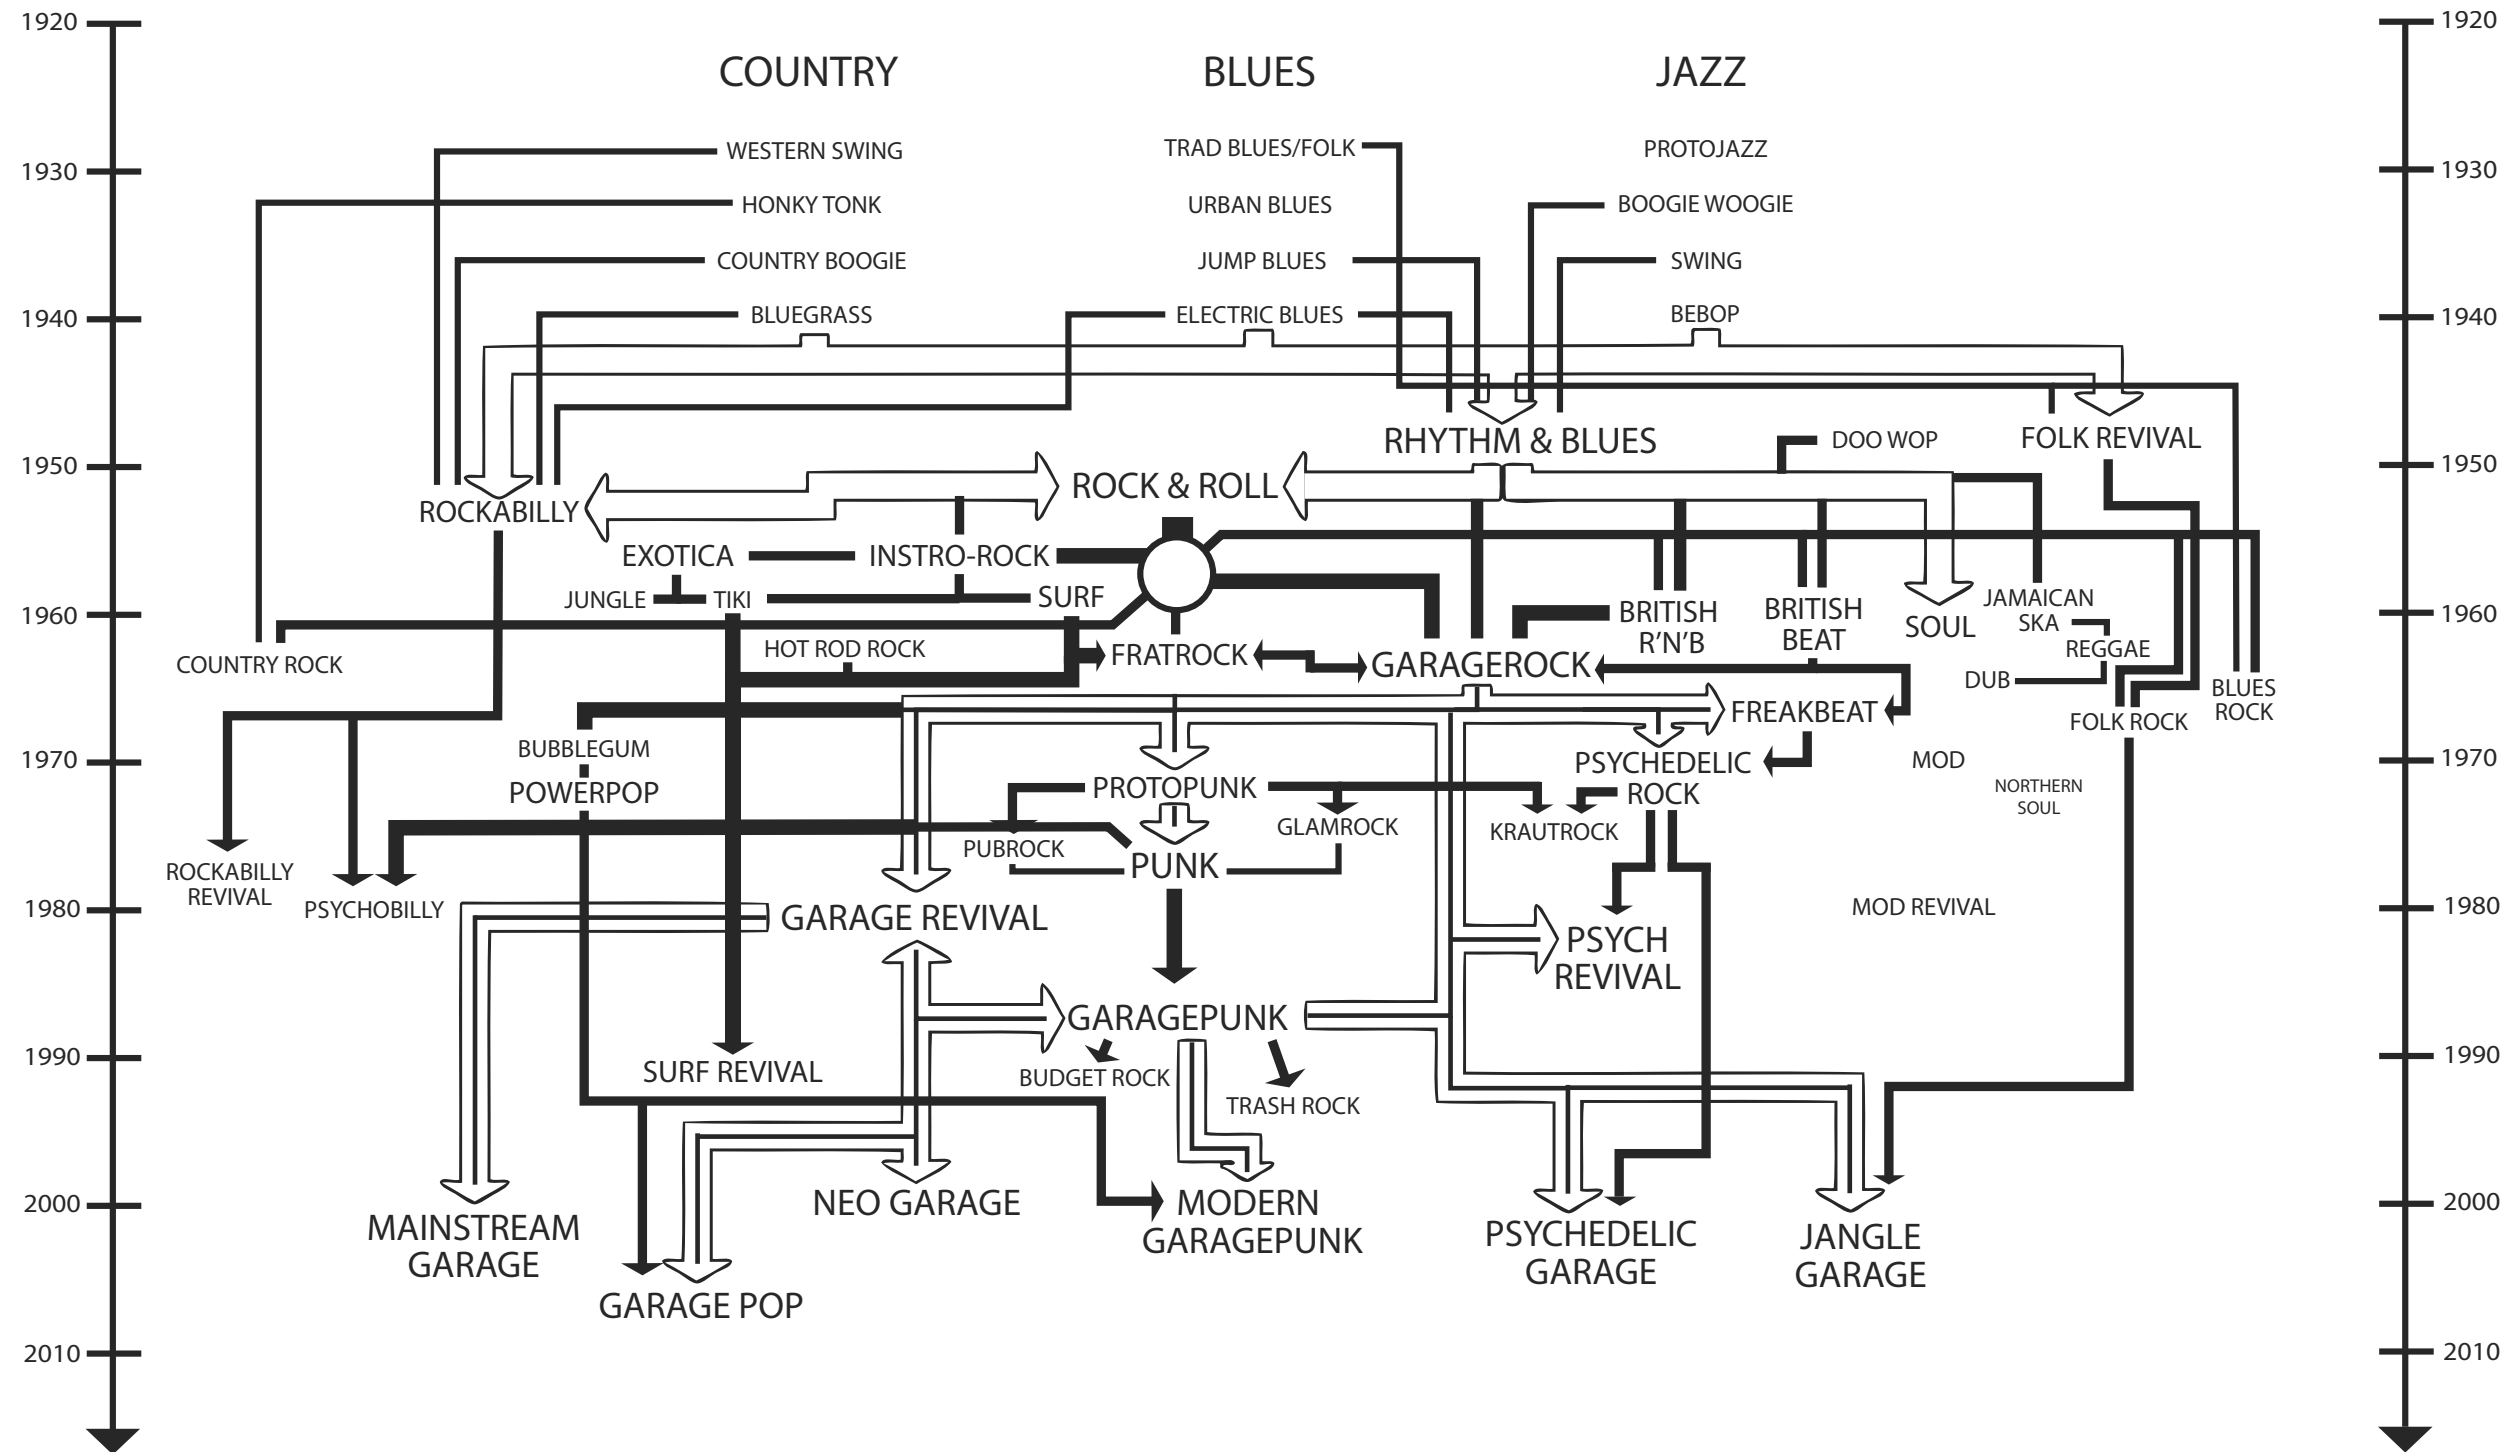 1920
1920
COUNTRY
BLUES
JAZZ
WESTERN SWING
TRAD BLUES/FOLK
PROTOJAZZ
1930
1930
HONKY TONK
URBAN BLUES
BOOGIE WOOGIE
COUNTRY BOOGIE
JUMP BLUES
SWING
1940
BLUEGRASS
ELECTRIC BLUES
BEBOP
1940
RHYTHM & BLUES
DOO WOP
FOLK REVIVAL
1950
1950
ROCKABILLY
ROCK & ROLL
EXOTICA
INSTRO-ROCK
JUNGLE
TIKI
SURF
1960
1960
BRITISH
R'N'B
BRITISH
BEAT
SOUL
JAMAICAN
SKA
REGGAE
DUB
COUNTRY ROCK
HOT ROD ROCK
FRATROCK
GARAGEROCK
BLUES
ROCK
FOLK ROCK
FREAKBEAT
BUBBLEGUM
1970
1970
PSYCHEDELIC
ROCK
MOD
POWERPOP
PROTOPUNK
NORTHERN
SOUL
GLAMROCK
KRAUTROCK
PUBROCK
PUNK
ROCKABILLY
REVIVAL
PSYCHOBILLY
1980
1980
GARAGE REVIVAL
MOD REVIVAL
PSYCH
REVIVAL
GARAGEPUNK
1990
1990
SURF REVIVAL
BUDGET ROCK
TRASH ROCK
2000
2000
NEO GARAGE
MODERN
GARAGEPUNK
MAINSTREAM
GARAGE
PSYCHEDELIC
GARAGE
JANGLE
GARAGE
GARAGE POP
2010
2010